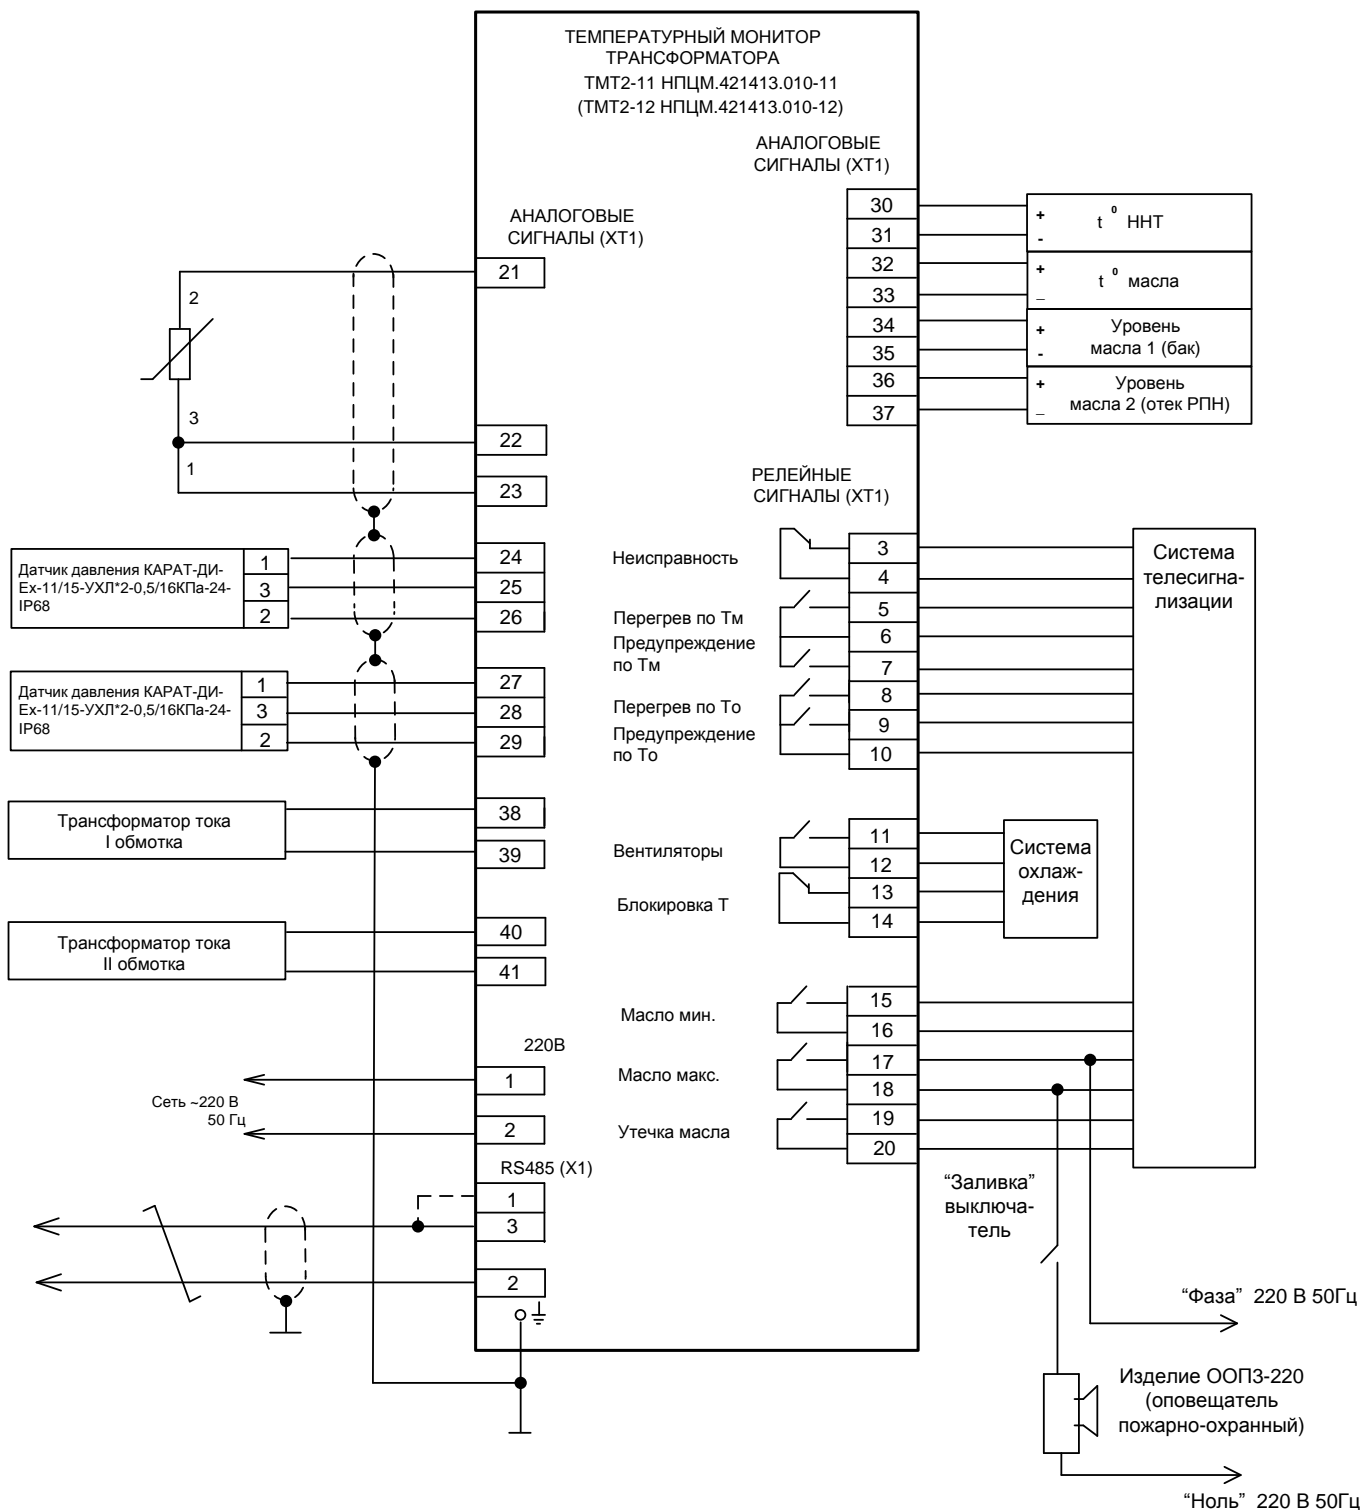 ТЕМПЕРАТУРНЫЙ МОНИТОР
ТРАНСФОРМАТОРА
ТМТ2-11 НПЦМ.421413.010-11
(ТМТ2-12 НПЦМ.421413.010-12)
АНАЛОГОВЫЕ
СИГНАЛЫ (XT1)
21
2
3
22
1
23
Датчик давления КАРАТ-ДИ-
Ex-11/15-УХЛ*2-0,5/16КПа-24-
IP68
1
3
2
24
25
26
Датчик давления КАРАТ-ДИ-
Ex-11/15-УХЛ*2-0,5/16КПа-24-
IP68
1
3
2
27
28
29
Трансформатор тока
I обмотка
38
39
Трансформатор тока
II обмотка
40
41
220В
Сеть ~220 В
50 Гц
1
2
RS485 (X1)
1
3
2
АНАЛОГОВЫЕ
СИГНАЛЫ (XT1)
30
31
32
33
34
35
36
37
+ t 0 ННТ
-
+ t 0 масла
_
+ Уровень
- масла 1 (бак)
+ Уровень
_ масла 2 (отек РПН)
РЕЛЕЙНЫЕ
СИГНАЛЫ (XT1)
Неисправность
3
4
Перегрев по Тм
Предупреждение
по Тм
5
6
7
Перегрев по То
Предупреждение
по То
8
9
10
Вентиляторы
11
12
Блокировка Т
13
14
Масло мин.
15
16
Масло макс.
17
18
Утечка масла
19
20
Система
телесигна-
лизации
Система
охлаж-
дения
“Заливка”
выключа-
тель
“Фаза” 220 В 50Гц
Изделие ООПЗ-220
(оповещатель
пожарно-охранный)
“Ноль” 220 В 50Гц